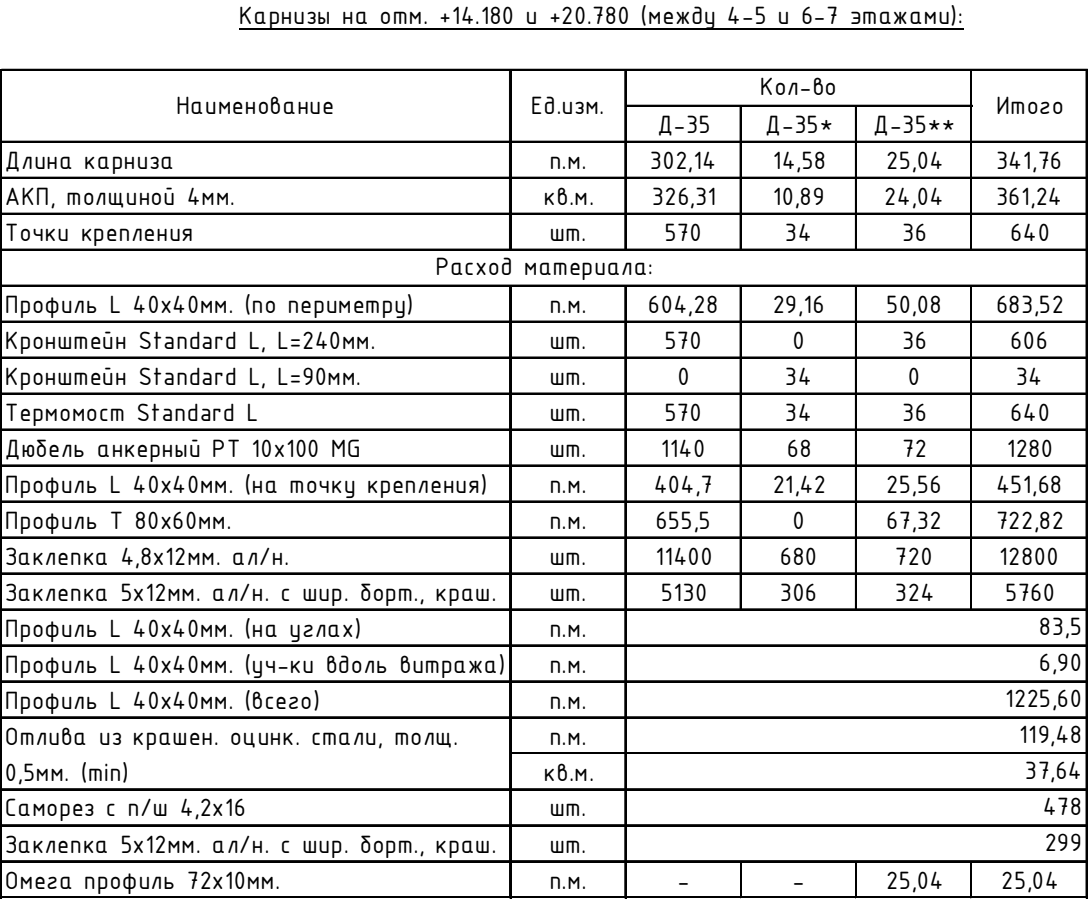 Карнизы на отм. +14.180 и +20.780 (между 4-5 и 6-7 этажами):
Наименование Ед.изм. Кол-во Итого
Д-35 Д-35* Д-35**
Длина карниза п.м. 302,14 14,58 25,04 341,76
АКП, толщиной 4мм. кв.м. 326,31 10,89 24,04 361,24
Точки крепления шт. 570 34 36 640
Расход материала:
Профиль L 40х40мм. (по периметру) п.м. 604,28 29,16 50,08 683,52
Кронштейн Standard L, L=240мм. шт. 570 0 36 606
Кронштейн Standard L, L=90мм. шт. 0 34 0 34
Термомост Standard L шт. 570 34 36 640
Дюбель анкерный PT 10x100 MG шт. 1140 68 72 1280
Профиль L 40х40мм. (на точку крепления) п.м. 404,7 21,42 25,56 451,68
Профиль Т 80х60мм. п.м. 655,5 0 67,32 722,82
Заклепка 4,8х12мм. ал/н. шт. 11400 680 720 12800
Заклепка 5х12мм. ал/н. с шир. борт., краш. шт. 5130 306 324 5760
Профиль L 40х40мм. (на углах) п.м. 83,5
Профиль L 40х40мм. (уч-ки вдоль витража) п.м. 6,90
Профиль L 40х40мм. (всего) п.м. 1225,60
Отлива из крашен. оцинк. стали, толщ. п.м. 119,48
0,5мм. (min) кв.м. 37,64
Саморез с п/ш 4,2х16 шт. 478
Заклепка 5х12мм. ал/н. с шир. борт., краш. шт. 299
Омега профиль 72х10мм. п.м. - - 25,04 25,04